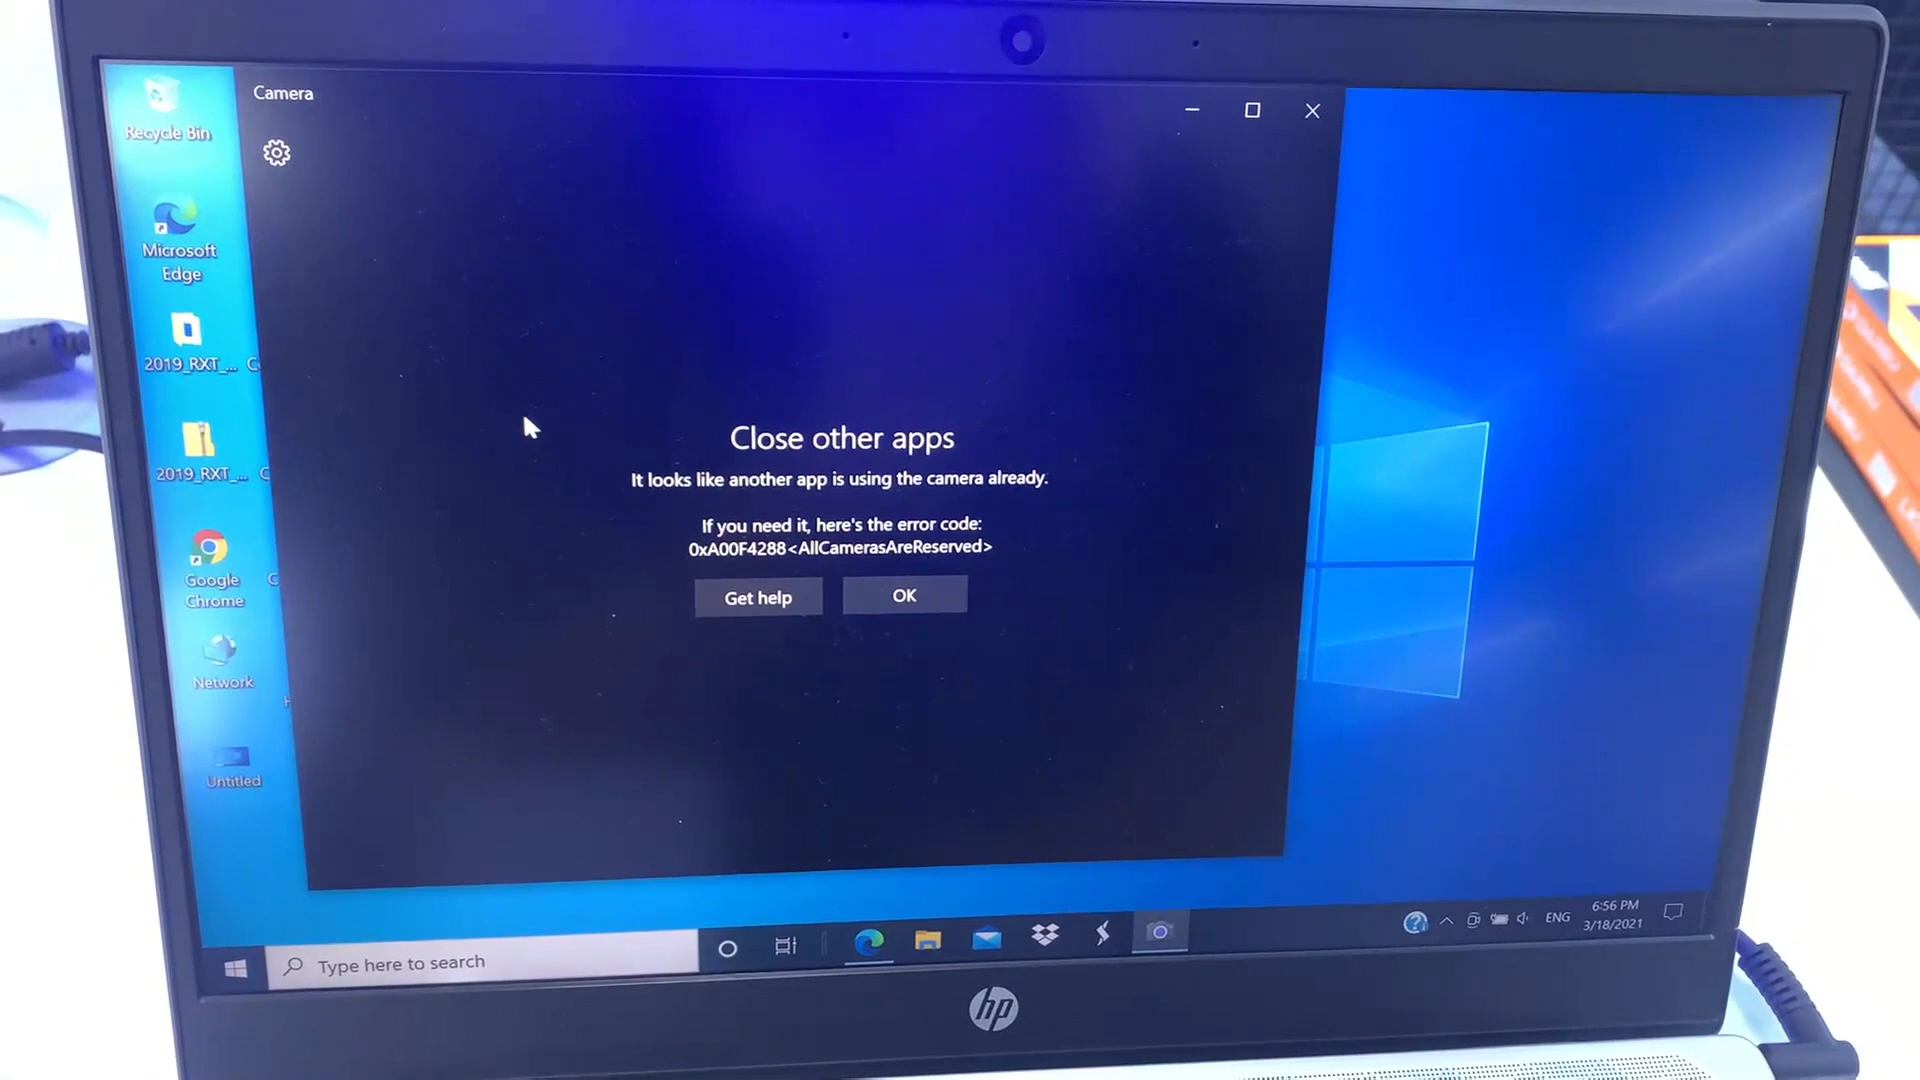 Camera
Recycle Bin
Microsoft
Edge
2019_RXT_...
2019_RXT_...
Google
Chrome
Network
Untitled
Close other apps
It looks like another app is using the camera already.
If you need it, here's the error code:
0xA00F4288<AllCamerasAreReserved>
Get help
OK
Type here to search
ENG
6:56 PM
3/18/2021
hp